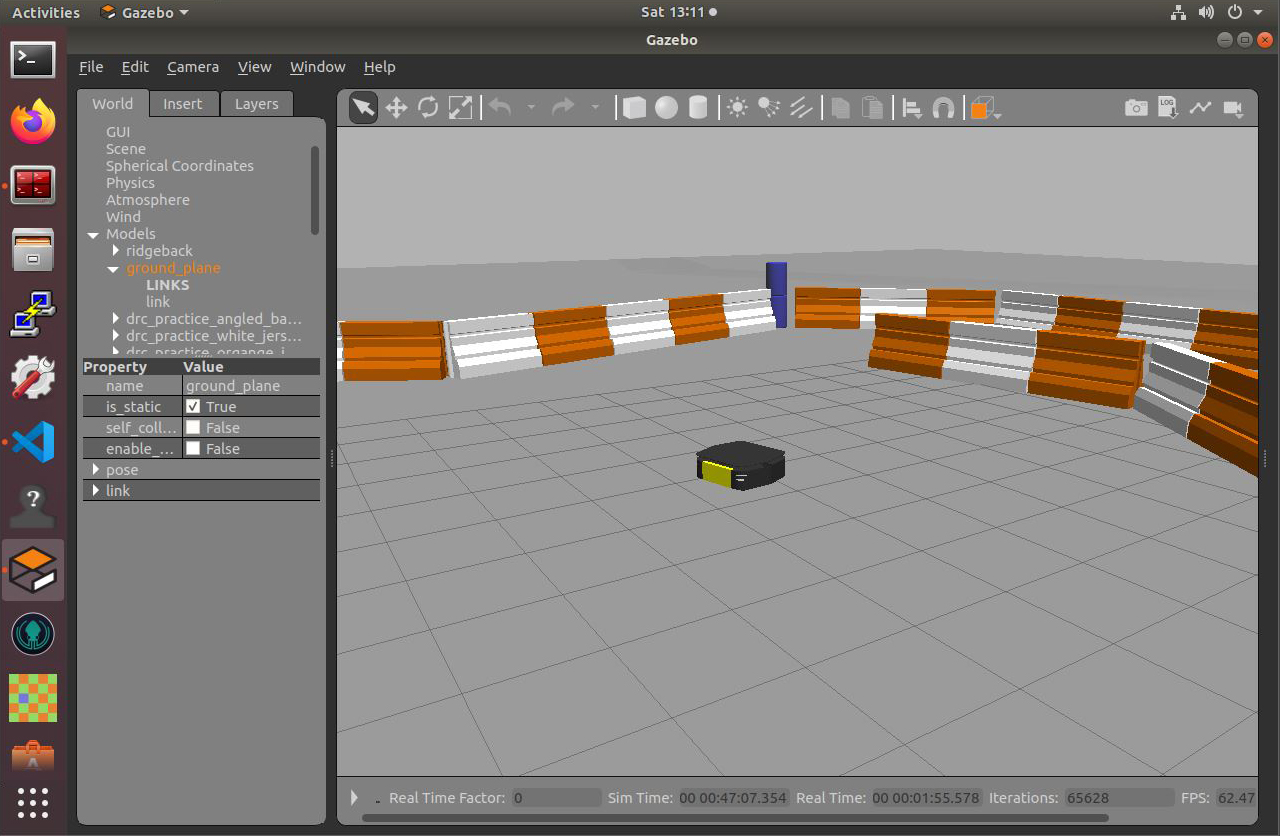 Activities Gazebo Sat 13:11
Gazebo
File Edit Camera View Window Help
World Insert Layers
GUI
Scene
Spherical Coordinates
Physics
Atmosphere
Wind
Models
ridgeback
ground_plane
LINKS
link
drc_practice_angled_ba...
drc_practice_white_jers...
Property Value
name ground_plane
is_static True
self_coll... False
enable_... False
pose
link
LOG
Real Time Factor: 0 Sim Time: 00 00:47:07.354 Real Time: 00 00:01:55.578 Iterations: 65628 FPS: 62.47